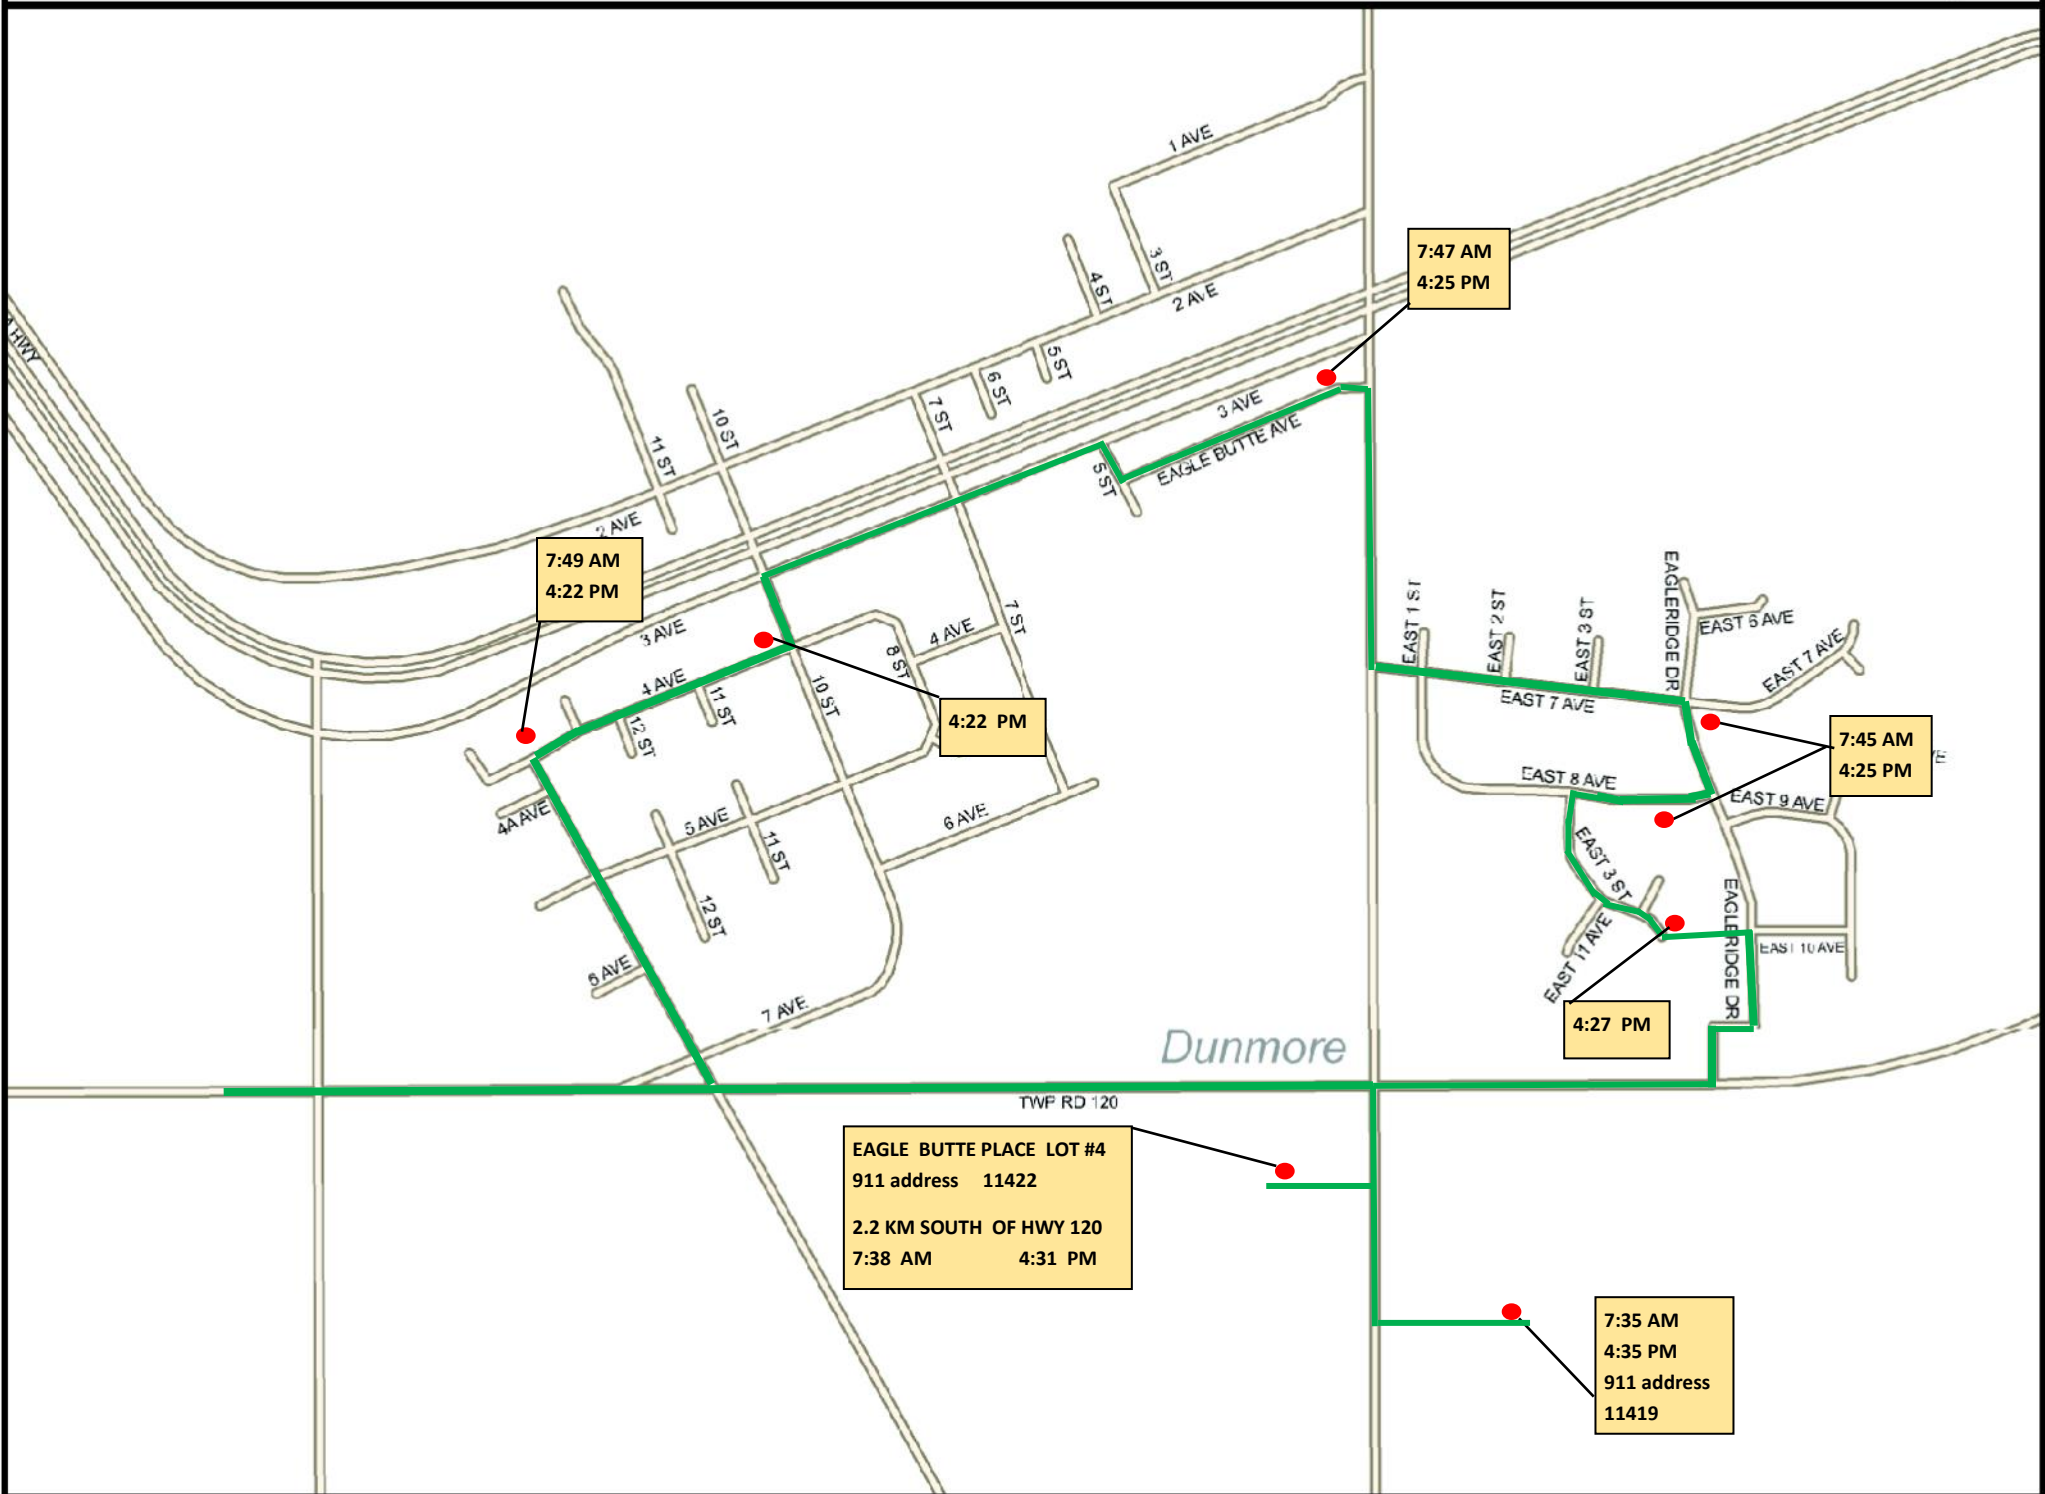 1 AVE
3 ST
4 ST
2 AVE
7:47 AM
4:25 PM
HWY
5 ST
6 ST
7 ST
10 ST
11 ST
3 AVE
EAGLE BUTTE AVE
5 ST
2 AVE
7:49 AM
4:22 PM
3 AVE
7 ST
4 AVE
8 ST
4 AVE
11 ST
10 ST
12 ST
4:22 PM
EAST 1 ST
EAST 2 ST
EAST 3 ST
EAGLERIDGE DR
EAST 6 AVE
EAST 7 AVE
EAST 7 AVE
7:45 AM
4:25 PM
EAST 8 AVE
EAST 9 AVE
4A AVE
5 AVE
6 AVE
11 ST
12 ST
EAST 3 ST
EAST 11 AVE
EAGLERIDGE DR
EAST 10 AVE
6 AVE
7 AVE
4:27 PM
Dunmore
TWP RD 120
EAGLE BUTTE PLACE LOT #4
911 address 11422
2.2 KM SOUTH OF HWY 120
7:38 AM 4:31 PM
7:35 AM
4:35 PM
911 address
11419